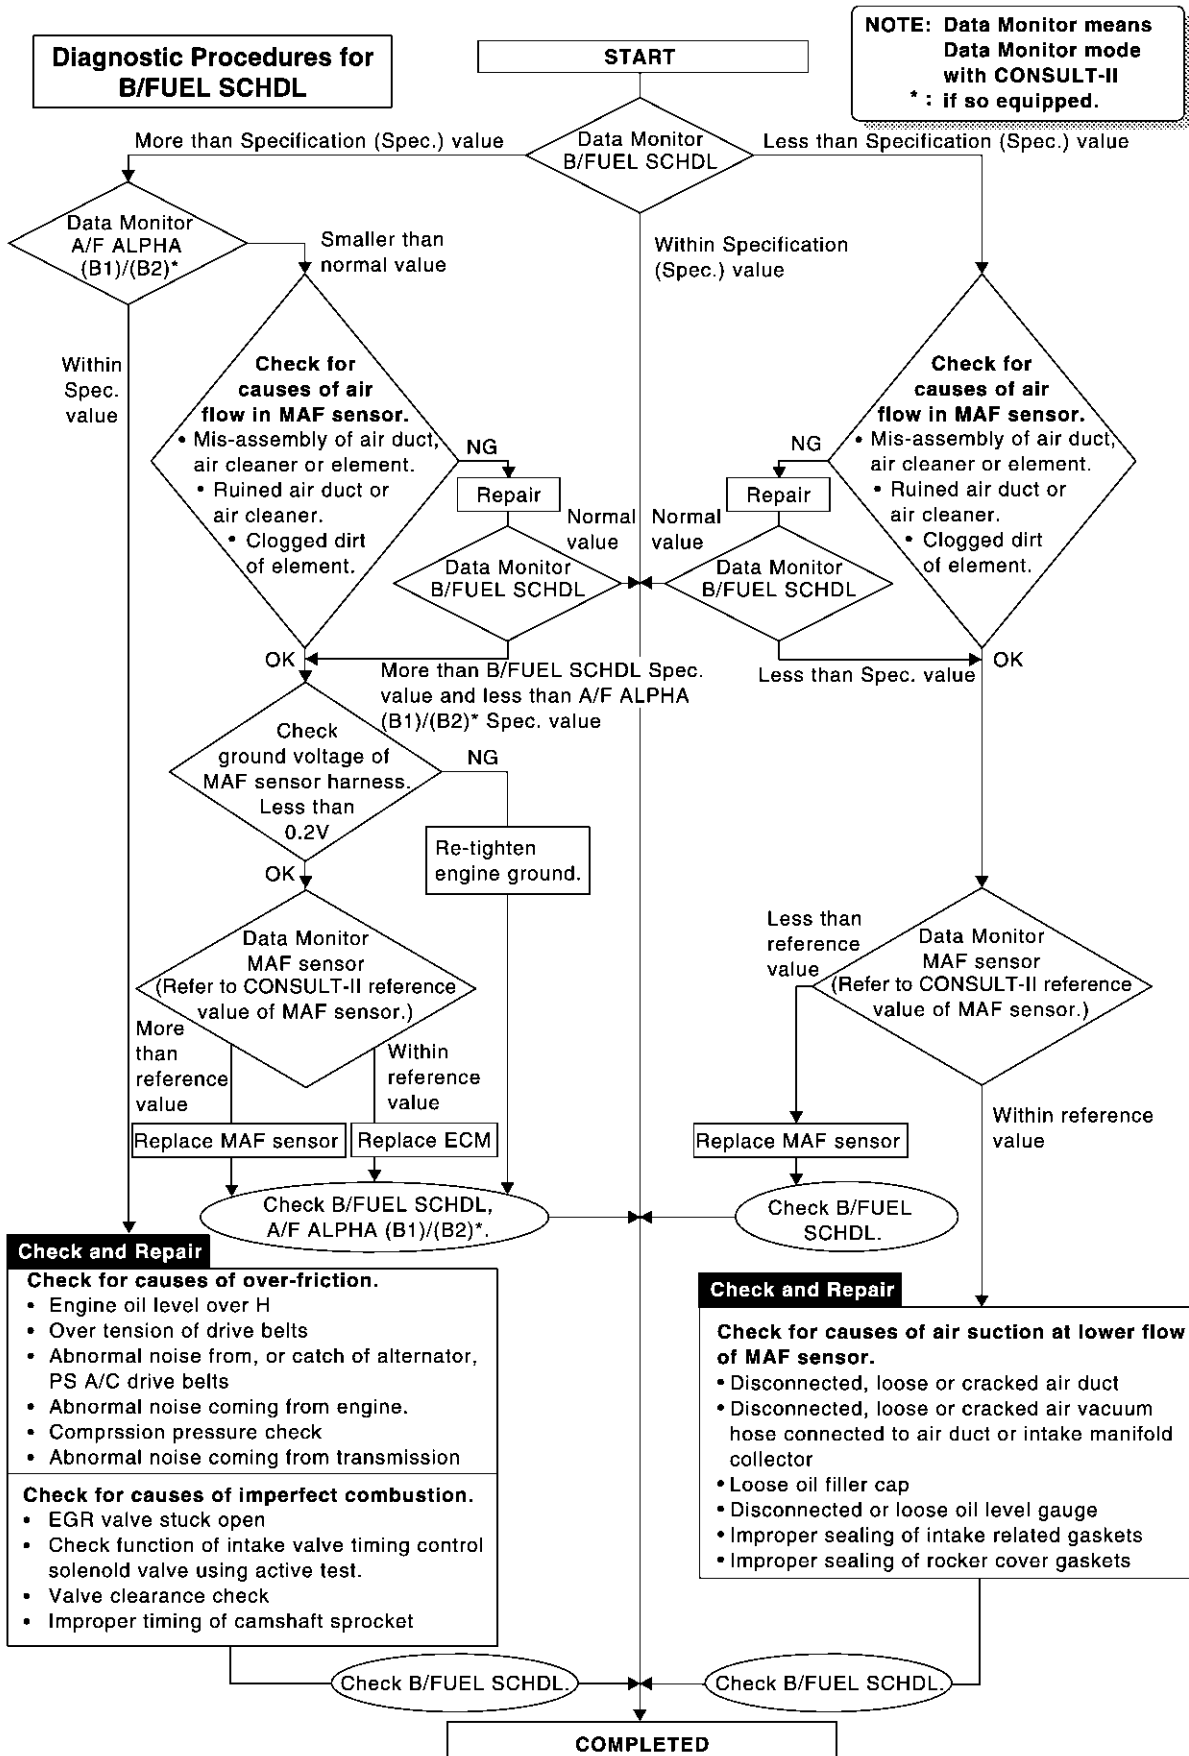 Diagnostic Procedures for
B/FUEL SCHDL
START
NOTE: Data Monitor means
Data Monitor mode
with CONSULT-II
* : if so equipped.
More than Specification (Spec.) value
Data Monitor
B/FUEL SCHDL
Less than Specification (Spec.) value
Data Monitor
A/F ALPHA
(B1)/(B2)*
Smaller than
normal value
Within Specification
(Spec.) value
Within
Spec.
value
Check for
causes of air
flow in MAF sensor.
• Mis-assembly of air duct,
air cleaner or element.
• Ruined air duct or
air cleaner.
• Clogged dirt
of element.
NG
Repair
Normal
value
Data Monitor
B/FUEL SCHDL
Check for
causes of air
flow in MAF sensor.
• Mis-assembly of air duct,
air cleaner or element.
• Ruined air duct or
air cleaner.
• Clogged dirt
of element.
NG
Repair
Normal
value
Data Monitor
B/FUEL SCHDL
OK
More than B/FUEL SCHDL Spec.
value and less than A/F ALPHA
(B1)/(B2)* Spec. value
Less than Spec. value
OK
Check
ground voltage of
MAF sensor harness.
Less than
0.2V
NG
Re-tighten
engine ground.
OK
Data Monitor
MAF sensor
(Refer to CONSULT-II reference
value of MAF sensor.)
More
than
reference
value
Within
reference
value
Replace MAF sensor
Replace ECM
Check B/FUEL SCHDL,
A/F ALPHA (B1)/(B2)*.
Less than
reference
value
Data Monitor
MAF sensor
(Refer to CONSULT-II reference
value of MAF sensor.)
Within reference
value
Replace MAF sensor
Check B/FUEL
SCHDL.
Check and Repair
Check for causes of over-friction.
• Engine oil level over H
• Over tension of drive belts
• Abnormal noise from, or catch of alternator,
PS A/C drive belts
• Abnormal noise coming from engine.
• Comprssion pressure check
• Abnormal noise coming from transmission
Check for causes of imperfect combustion.
• EGR valve stuck open
• Check function of intake valve timing control
solenold valve using active test.
• Valve clearance check
• Improper timing of camshaft sprocket
Check and Repair
Check for causes of air suction at lower flow
of MAF sensor.
• Disconnected, loose or cracked air duct
• Disconnected, loose or cracked air vacuum
hose connected to air duct or intake manifold
collector
• Loose oil filler cap
• Disconnected or loose oil level gauge
• Improper sealing of intake related gaskets
• Improper sealing of rocker cover gaskets
Check B/FUEL SCHDL.
Check B/FUEL SCHDL.
COMPLETED